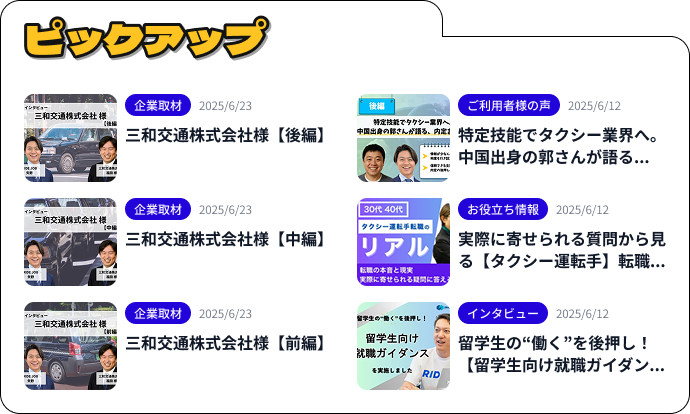 ピックアップ
インタビュー
三和交通株式会社 様
【後編】
企業取材 2025/6/23
三和交通株式会社様【後編】
インタビュー
三和交通株式会社 様
【中編】
企業取材 2025/6/23
三和交通株式会社様【中編】
インタビュー
三和交通株式会社 様
【前編】
企業取材 2025/6/23
三和交通株式会社様【前編】
後編
特定技能でタクシー業界へ。
中国出身の郭さんが語る、内定ま
ご利用者様の声 2025/6/12
特定技能でタクシー業界へ。
中国出身の郭さんが語る...
30代 40代
タクシー運転手転職の
リアル
転職の本音と現実
実際に寄せられる疑問に答え
お役立ち情報 2025/6/12
実際に寄せられる質問から見
る【タクシー運転手】転職...
留学生の“働く”を後押し！
留学生向け
就職ガイダンス
を実施しました
RID
インタビュー 2025/6/12
留学生の“働く”を後押し！
【留学生向け就職ガイダン...